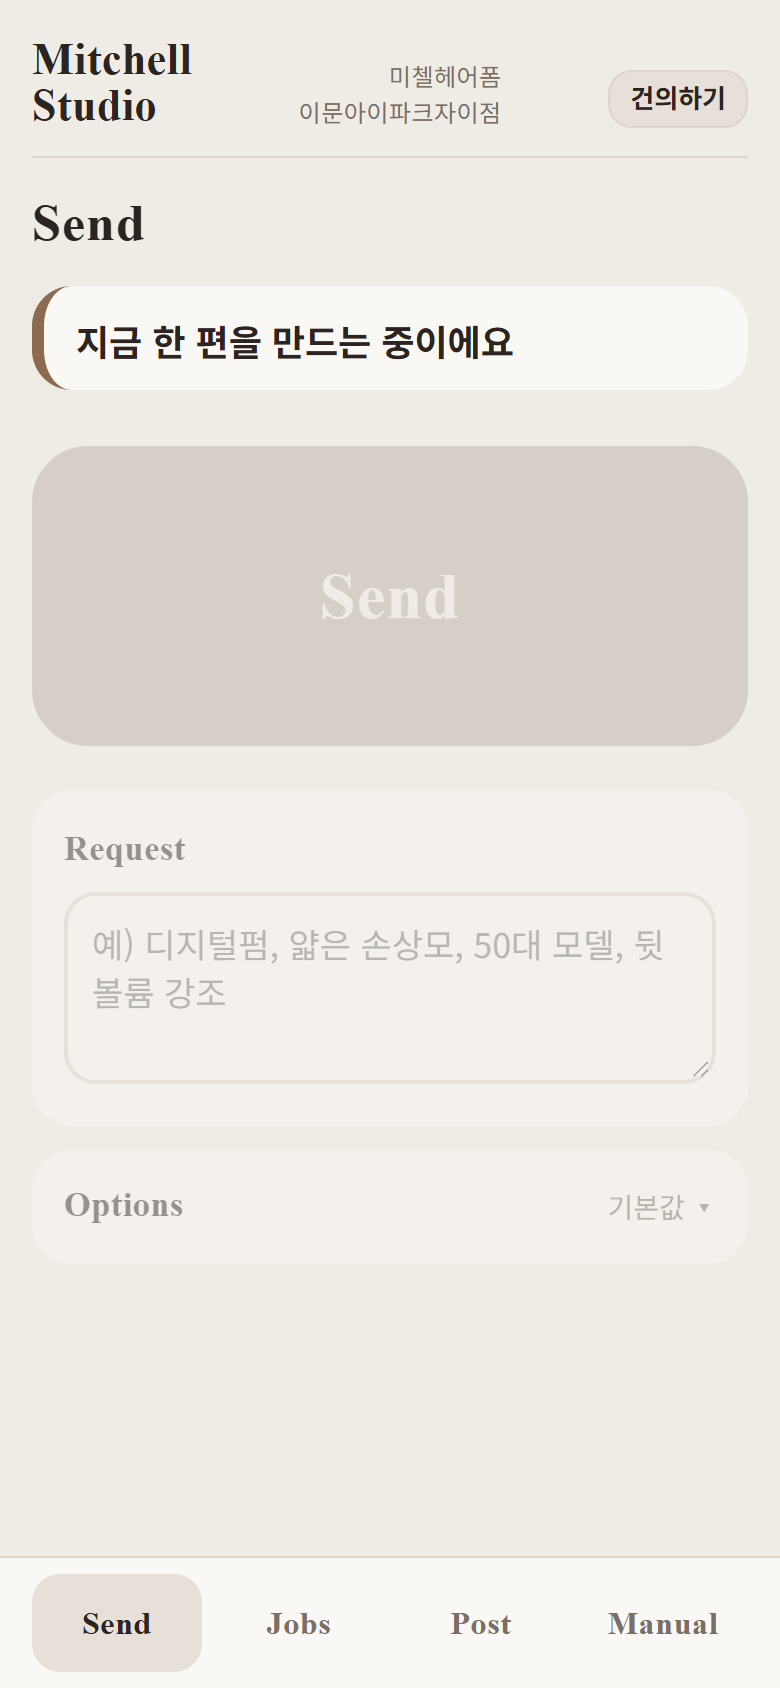 Mitchell
Studio
미첼헤어폼
이문아이파크자이점
건의하기
Send
지금 한 편을 만드는 중이에요
Send
Request
예) 디지털펌, 얇은 손상모, 50대 모델, 뒷
볼륨 강조
Options
기본값 ▼
Send
Jobs
Post
Manual